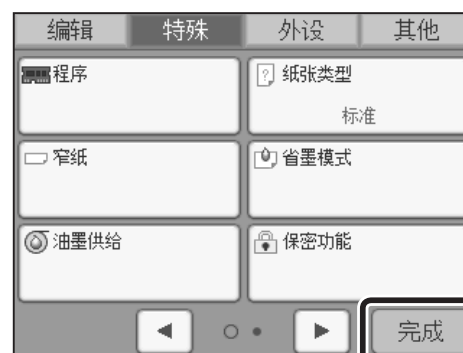 编辑 特殊 外设 其他
程序 纸张类型
标准
窄纸 省墨模式
油墨供给 保密功能
完成